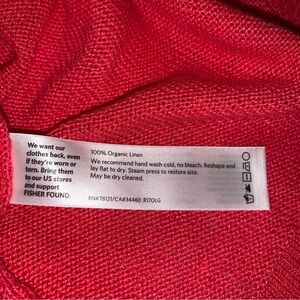 We want our
clothes back, even
if they're worn or
torn. Bring them
to our US stores
and support
FISHER FOUND.
100% Organic Linen
We recommend hand wash cold, no bleach. Reshape and
lay flat to dry. Steam press to restore size.
May be dry cleaned.
RN#78121/CA#34460 R17OLG